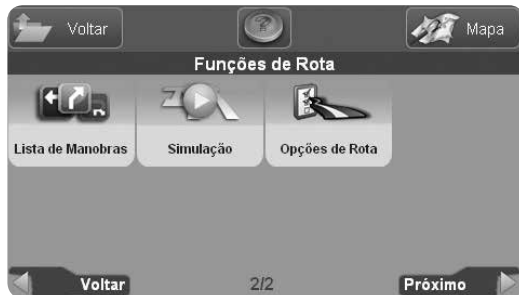 Voltar
?
Mapa
Funções de Rota
Lista de Manobras
Simulação
Opções de Rota
Voltar
2/2
Próximo